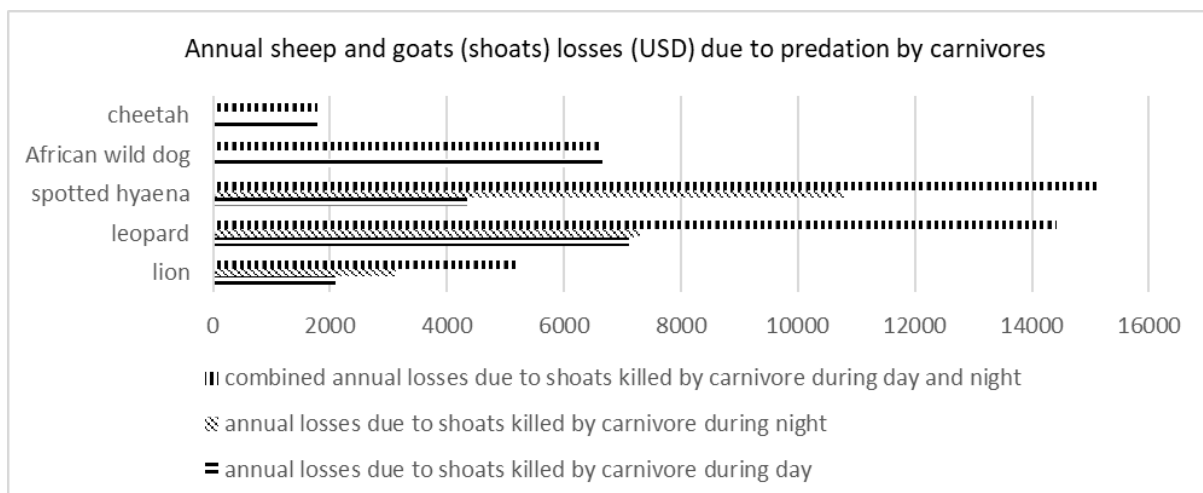 Annual sheep and goats (shoats) losses (USD) due to predation by carnivores
cheetah
African wild dog
spotted hyaena
leopard
lion
0 2000 4000 6000 8000 10000 12000 14000 16000
combined annual losses due to shoats killed by carnivore during day and night
annual losses due to shoats killed by carnivore during night
annual losses due to shoats killed by carnivore during day